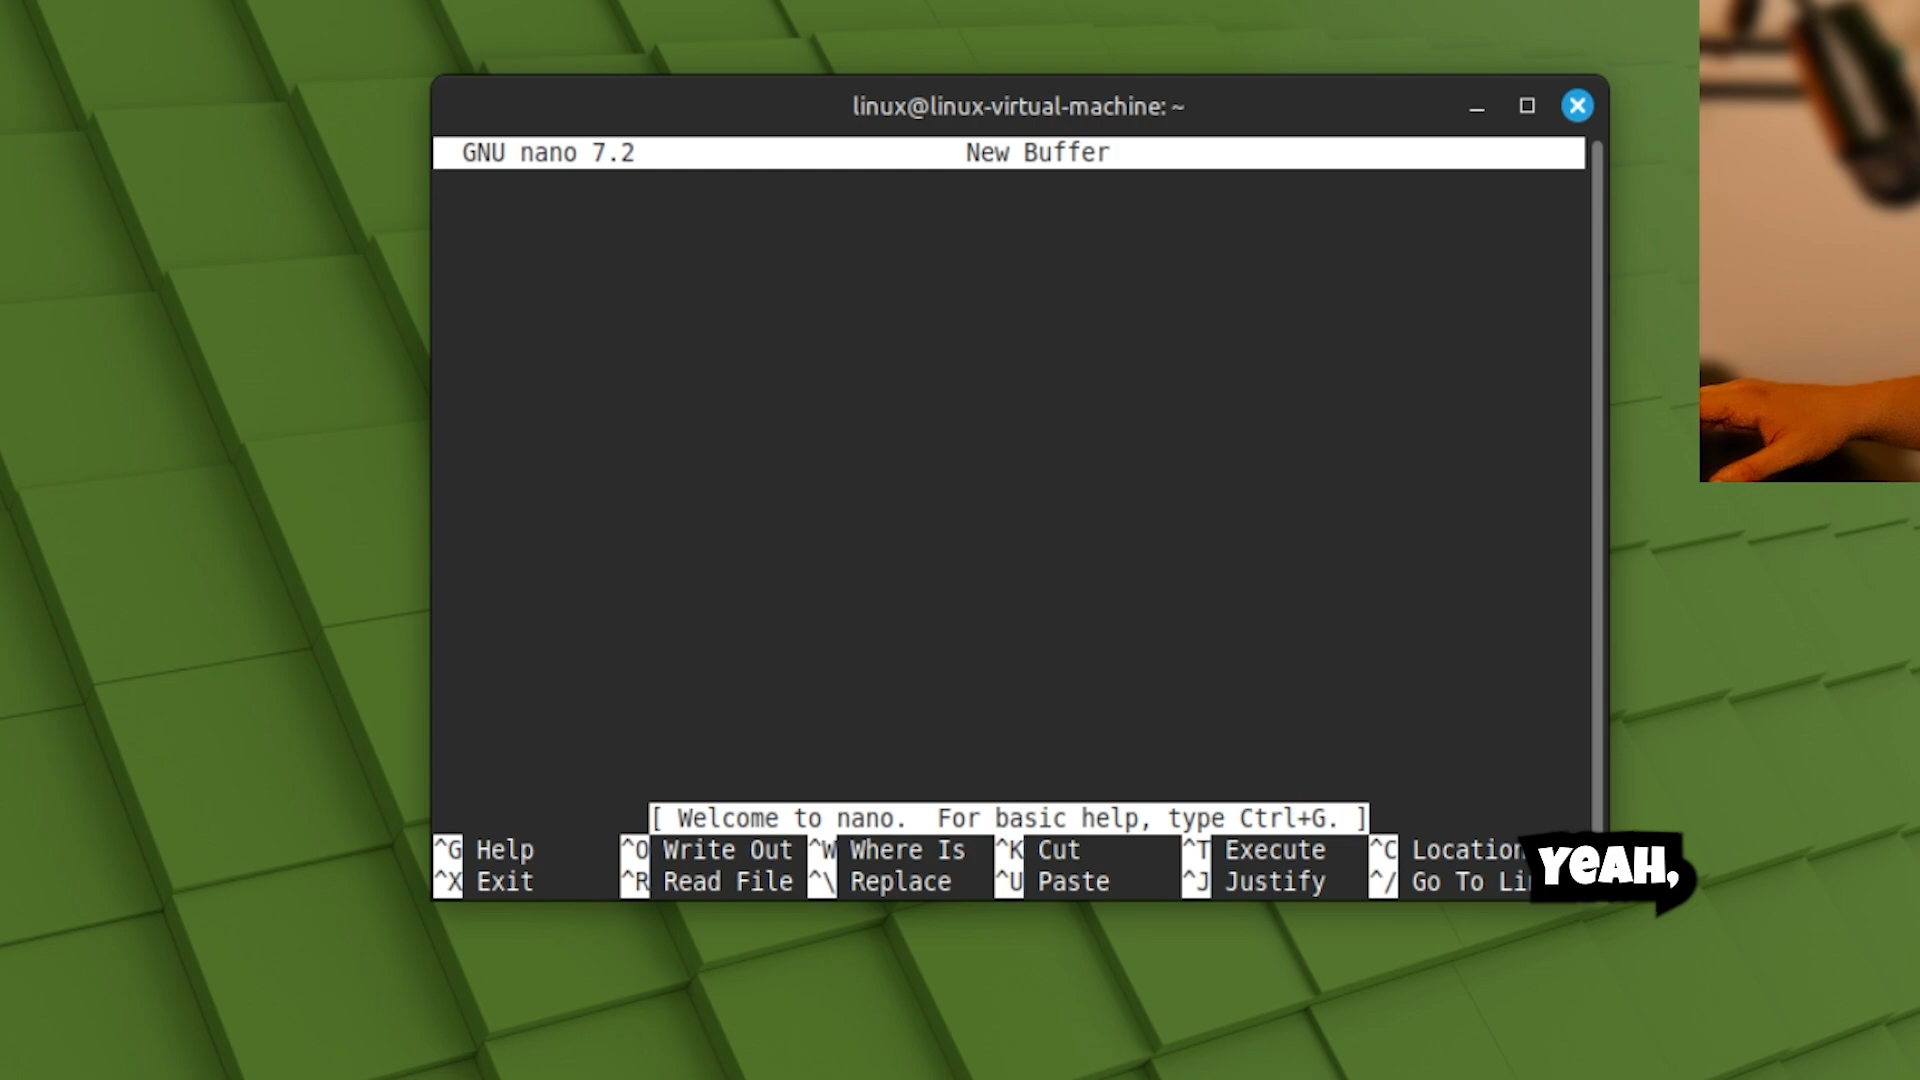 linux@linux-virtual-machine: ~
GNU nano 7.2 New Buffer
[ Welcome to nano. For basic help, type Ctrl+G. ]
^G Help ^O Write Out ^W Where Is ^K Cut ^T Execute ^C Location
^X Exit ^R Read File ^\ Replace ^U Paste ^J Justify ^/ Go To
YEAH,